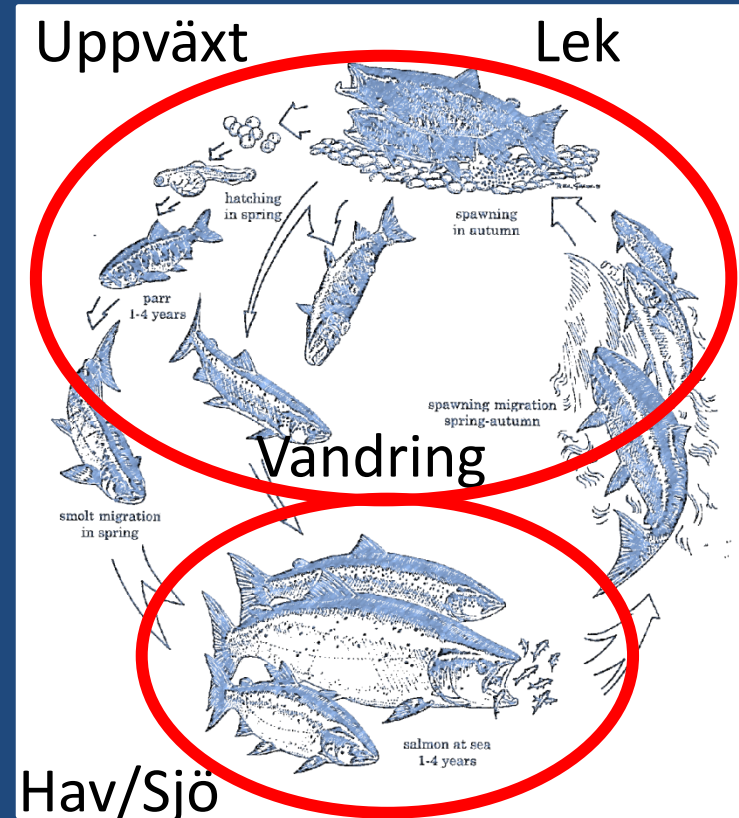 Uppväxt
Lek
hatching
in spring
spawning
in autumn
parr
1-4 years
spawning migration
spring-autumn
Vandring
smolt migration
in spring
salmon at sea
1-4 years
Hav/Sjö